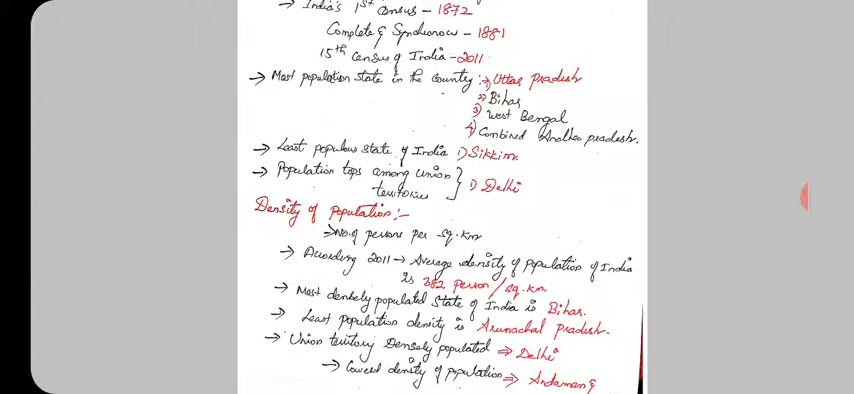 → India's 1st Census - 1872
Complete & Synchronow - 1881
15th Census of India - 2011
→ Most population state in the country :- 1) Uttar pradesh
2) Bihar
3) West Bengal
4) Combined Andhra pradesh.
→ Least populous state of India 1) Sikkim.
→ Population tops among union
territories } 1) Delhi
Density of population :-
→ No. of persons per sq.km
→ According 2011 → Average density of population of India
is 382 person/sq.km.
→ Most denkely populated State of India is Bihar.
→ Least population density is Arunachal pradesh.
→ Union territory Densely populated ⇒ Delhi
→ Lowest density of population ⇒ Andaman &